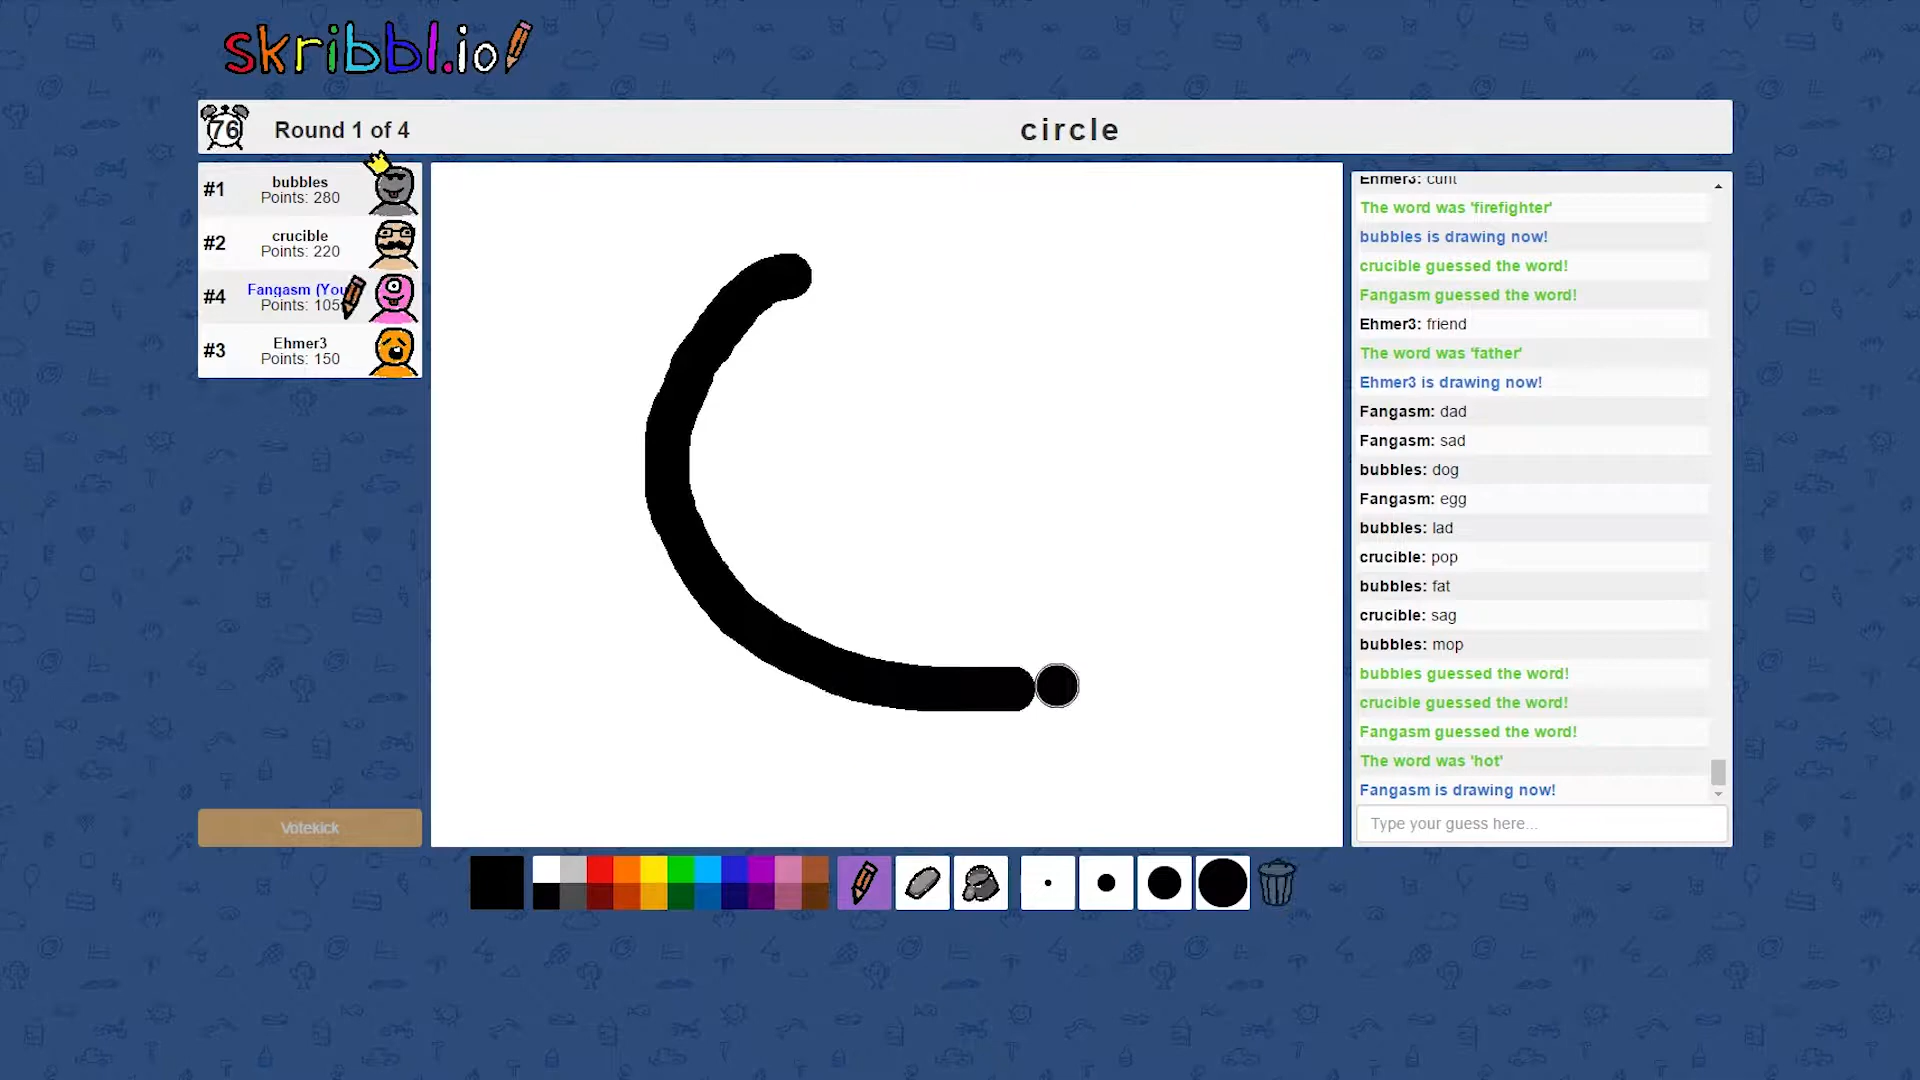 skribbl.io
76
Round 1 of 4
circle
#1
bubbles
Points: 280
#2
crucible
Points: 220
#4
Fangasm (You
Points: 105
#3
Ehmer3
Points: 150
Votekick
Ehmer3: cunt
The word was 'firefighter'
bubbles is drawing now!
crucible guessed the word!
Fangasm guessed the word!
Ehmer3: friend
The word was 'father'
Ehmer3 is drawing now!
Fangasm: dad
Fangasm: sad
bubbles: dog
Fangasm: egg
bubbles: lad
crucible: pop
bubbles: fat
crucible: sag
bubbles: mop
bubbles guessed the word!
crucible guessed the word!
Fangasm guessed the word!
The word was 'hot'
Fangasm is drawing now!
Type your guess here...